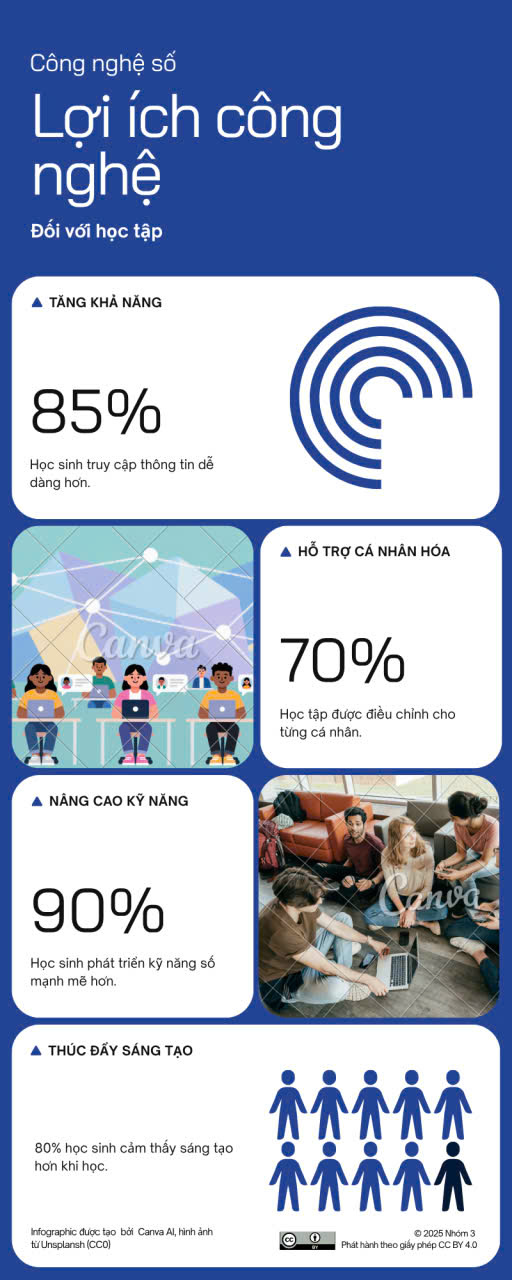 Công nghệ số
Lợi ích công
nghệ
Đối với học tập
TĂNG KHẢ NĂNG
85%
Học sinh truy cập thông tin dễ
dàng hơn.
Canva
HỖ TRỢ CÁ NHÂN HÓA
70%
Học tập được điều chỉnh cho
từng cá nhân.
NÂNG CAO KỸ NĂNG
90%
Học sinh phát triển kỹ năng số
mạnh mẽ hơn.
Canva
THÚC ĐẨY SÁNG TẠO
80% học sinh cảm thấy sáng tạo
hơn khi học.
Infographic được tạo bởi Canva AI, hình ảnh
từ Unsplansh (CC0)
cc
BY
© 2025 Nhóm 3
Phát hành theo giấy phép CC BY 4.0